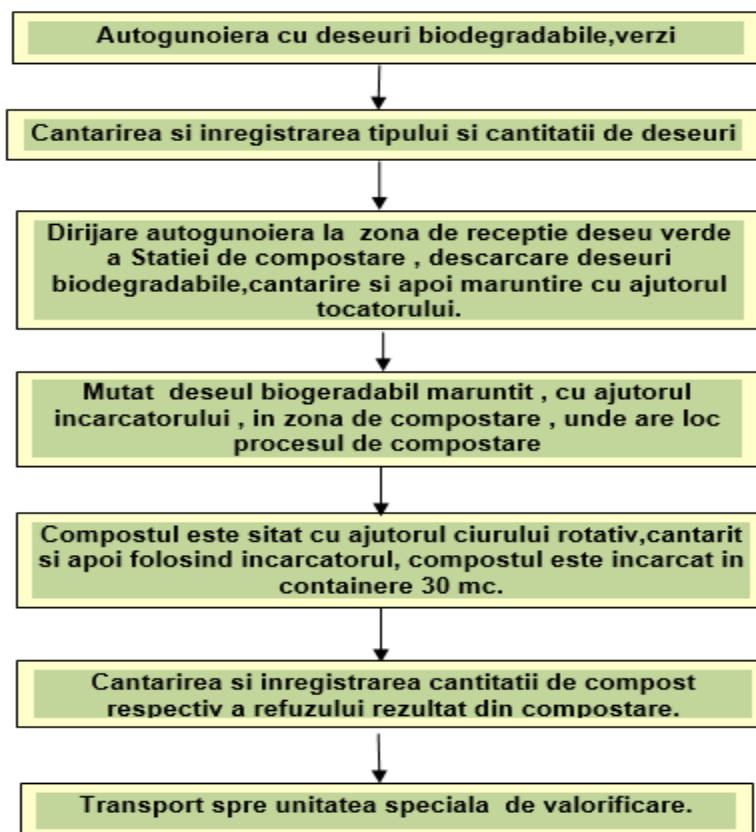 Autogunoiera cu deseuri biodegradabile,verzi
Cantarirea si inregistrarea tipului si cantitatii de deseuri
Dirijare autogunoiera la zona de receptie deseu verde
a Statiei de compostare , descarcare deseuri
biodegradabile,cantarire si apoi maruntire cu ajutorul
tocatorului.
Mutat deseul biogeradabil maruntit , cu ajutorul
incarcatorului , in zona de compostare , unde are loc
procesul de compostare
Compostul este sitat cu ajutorul ciurului rotativ,cantarit
si apoi folosind incarcatorul, compostul este incarcat in
containere 30 mc.
Cantarirea si inregistrarea cantitatii de compost
respectiv a refuzului rezultat din compostare.
Transport spre unitatea speciala de valorificare.